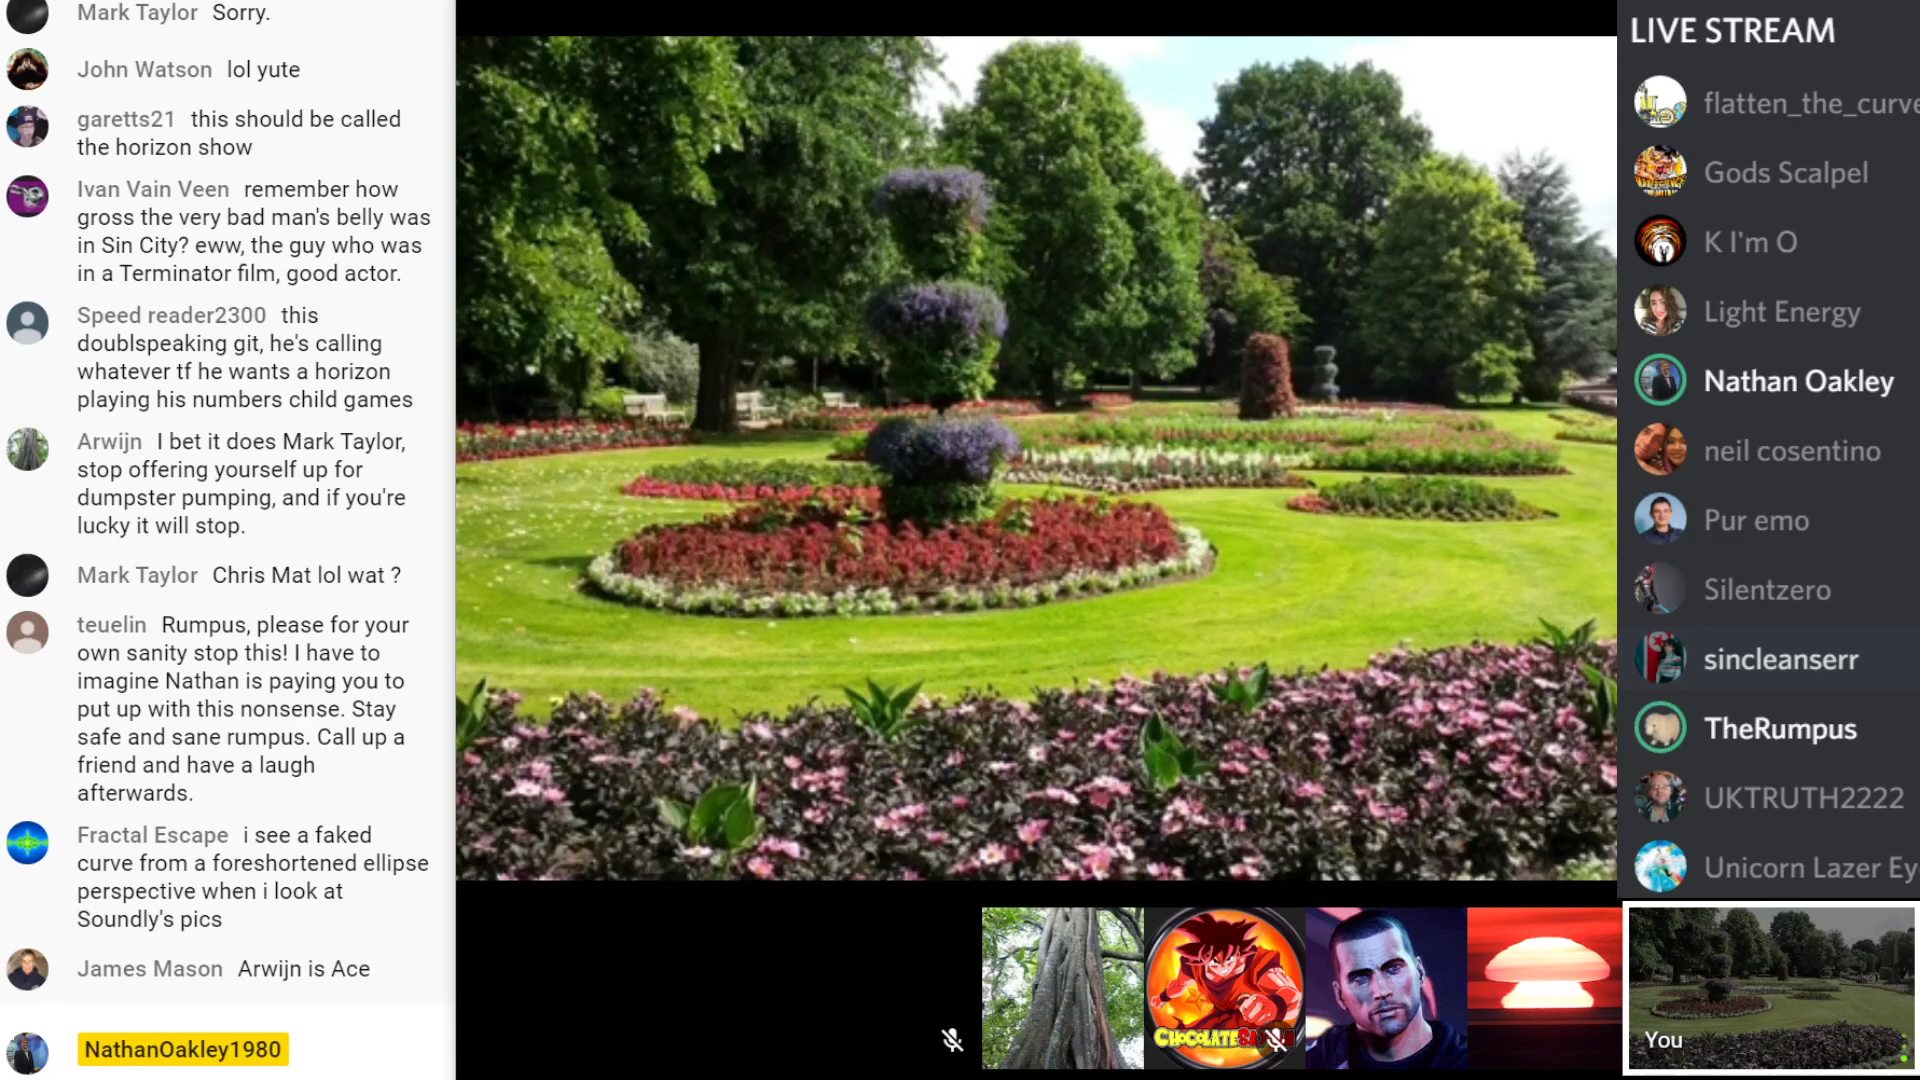 Mark Taylor Sorry.
John Watson lol yute
garetts21 this should be called
the horizon show
Ivan Vain Veen remember how
gross the very bad man's belly was
in Sin City? eww, the guy who was
in a Terminator film, good actor.
Speed reader2300 this
doublspeaking git, he's calling
whatever tf he wants a horizon
playing his numbers child games
Arwijn I bet it does Mark Taylor,
stop offering yourself up for
dumpster pumping, and if you're
lucky it will stop.
Mark Taylor Chris Mat lol wat ?
teuelin Rumpus, please for your
own sanity stop this! I have to
imagine Nathan is paying you to
put up with this nonsense. Stay
safe and sane rumpus. Call up a
friend and have a laugh
afterwards.
Fractal Escape i see a faked
curve from a foreshortened ellipse
perspective when i look at
Soundly's pics
James Mason Arwijn is Ace
NathanOakley1980
LIVE STREAM
flatten_the_curve
Gods Scalpel
K I'm O
Light Energy
Nathan Oakley
neil cosentino
Pur emo
Silentzero
sincleanserr
TheRumpus
UKTRUTH2222
Unicorn Lazer Ey
You